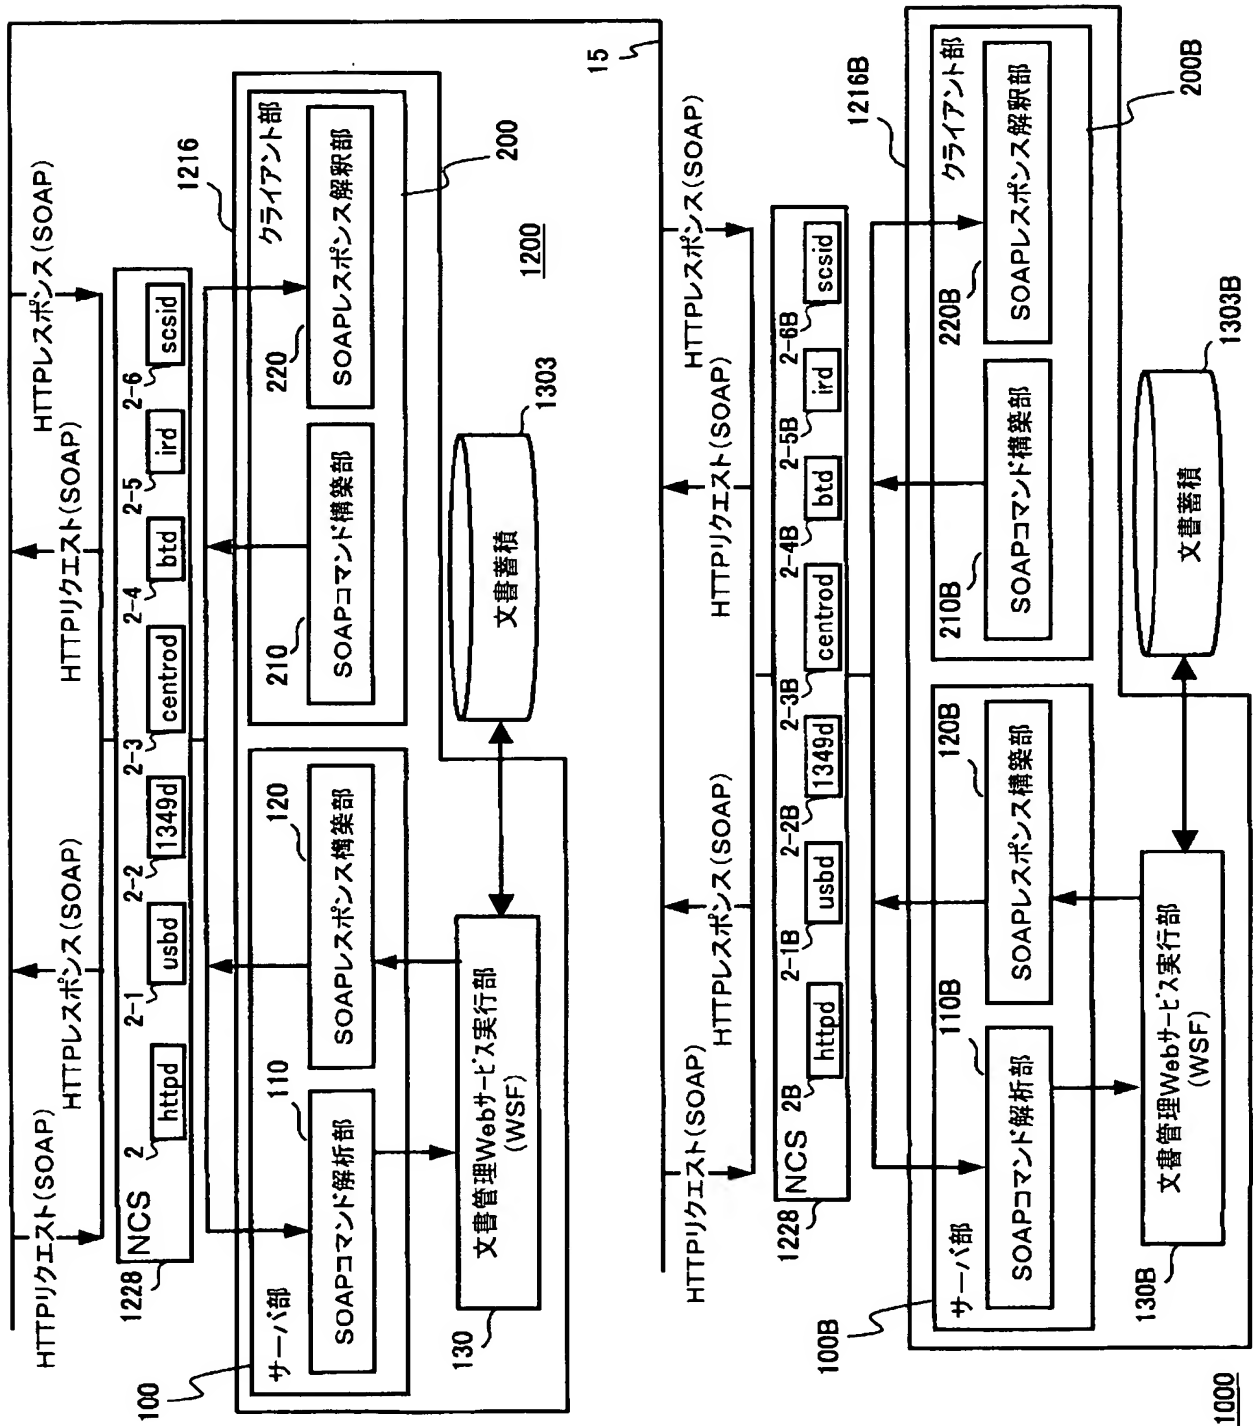 HTTPリクエスト(SOAP)
HTTPレスポンス(SOAP)
HTTPリクエスト(SOAP)
HTTPレスポンス(SOAP)
15
1228
NCS
2
httpd
2-1
usbd
2-2
1349d
2-3
centrod
2-4
btd
2-5
ird
2-6
scsid
1216
100
サーバ部
110
SOAPコマンド解析部
120
SOAPレスポンス構築部
クライアント部
210
SOAPコマンド構築部
220
SOAPレスポンス解釈部
200
130
文書管理Webサービス実行部
(WSF)
文書蓄積
1303
1200
HTTPリクエスト(SOAP)
HTTPレスポンス(SOAP)
HTTPリクエスト(SOAP)
HTTPレスポンス(SOAP)
1228
NCS
2B
httpd
2-1B
usbd
2-2B
1349d
2-3B
centrod
2-4B
btd
2-5B
ird
2-6B
scsid
1216B
100B
サーバ部
110B
SOAPコマンド解析部
120B
SOAPレスポンス構築部
クライアント部
210B
SOAPコマンド構築部
220B
SOAPレスポンス解釈部
200B
130B
文書管理Webサービス実行部
(WSF)
文書蓄積
1303B
1000